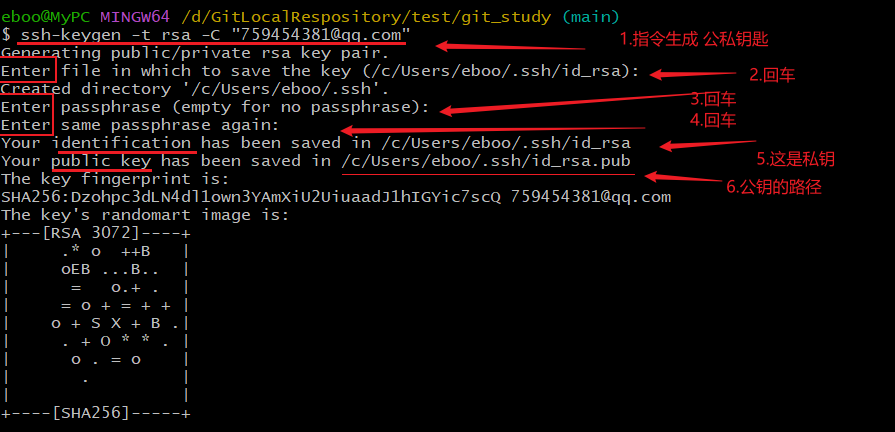 eboo@MyPC MINGW64 /d/GitLocalRespository/test/git_study (main)
$ ssh-keygen -t rsa -C "759454381@qq.com"
1.指令生成 公私钥匙
Generating public/private rsa key pair.
Enter file in which to save the key (/c/Users/eboo/.ssh/id_rsa):
2.回车
Created directory '/c/Users/eboo/.ssh'.
Enter passphrase (empty for no passphrase):
3.回车
Enter same passphrase again:
4.回车
Your identification has been saved in /c/Users/eboo/.ssh/id_rsa
5.这是私钥
Your public key has been saved in /c/Users/eboo/.ssh/id_rsa.pub
6.公钥的路径
The key fingerprint is:
SHA256:Dzohpc3dLN4dl1own3YAmXiU2UiuaadJ1hIGYic7scQ 759454381@qq.com
The key's randomart image is:
+---[RSA 3072]----+
|     .* o  ++B   |
|     oEB ...B..  |
|      =   o.+ .  |
|     = o + = + + |
|    o + S X + B .|
|     . + O * * . |
|      o . = o    |
|       .         |
|                 |
+----[SHA256]-----+